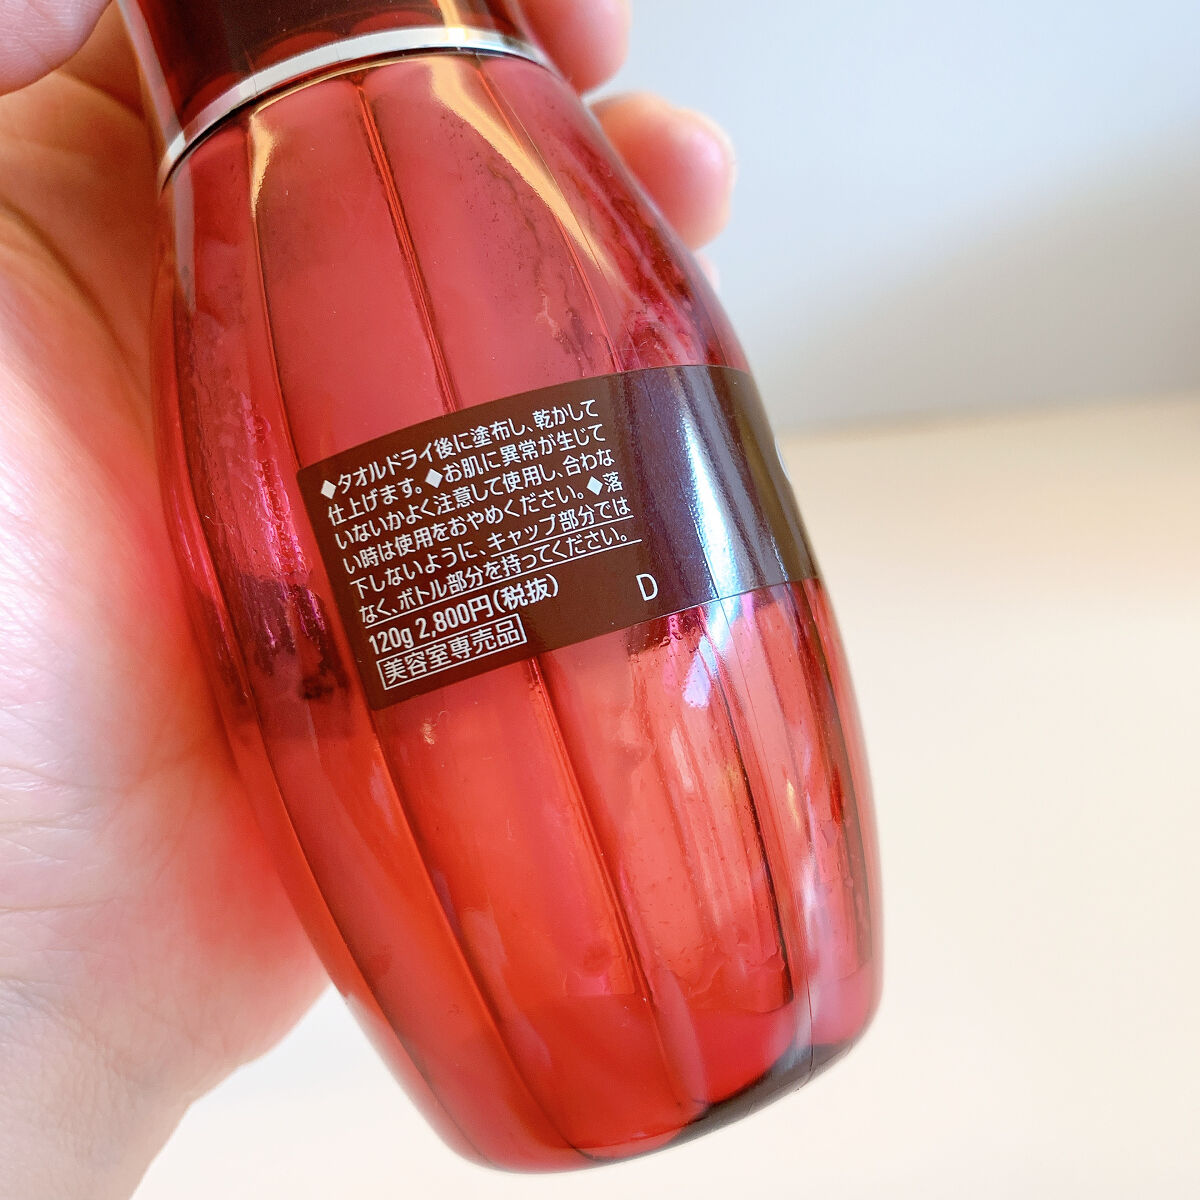 ◆タオルドライ後に塗布し、乾かして
仕上げます。◆お肌に異常が生じて
いないかよく注意して使用し、合わな
い時は使用をおやめください。◆落
下しないように、キャップ部分では
なく、ボトル部分を持ってください。
120g 2,800円(税抜)
D
美容室専売品